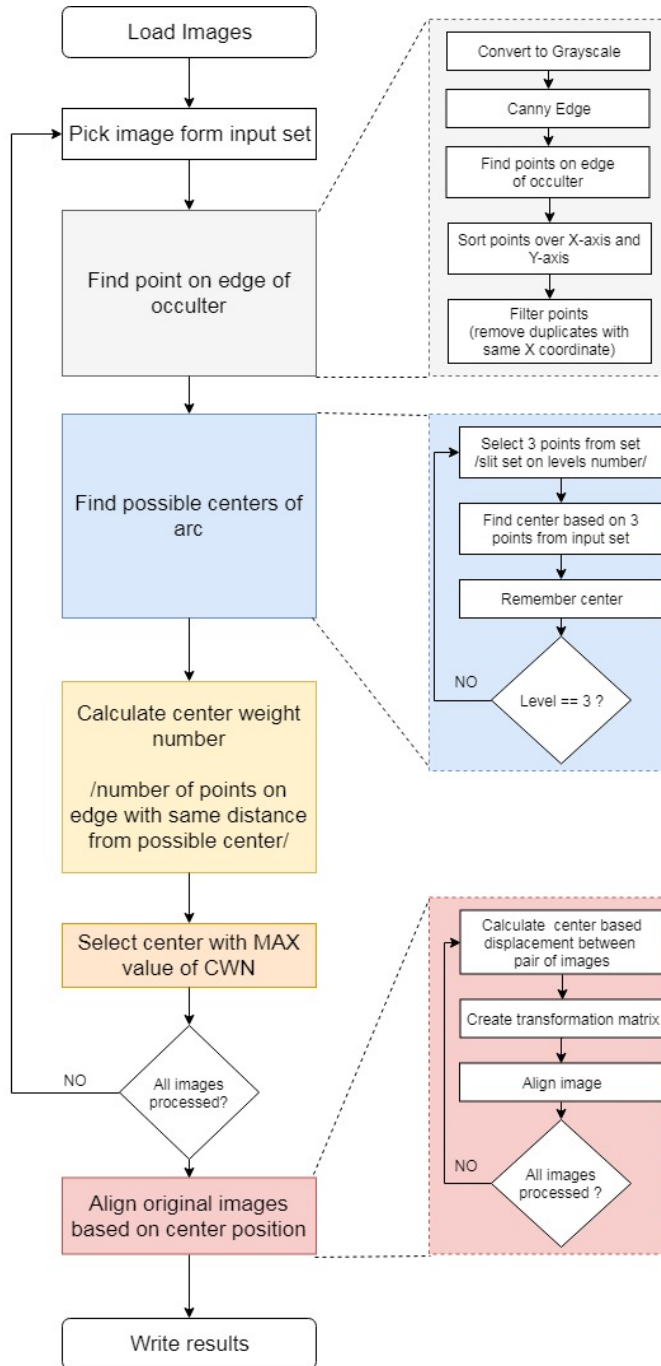 Load Images
Pick image form input set
Find point on edge of
occulter
Find possible centers of
arc
Calculate center weight
number
/number of points on
edge with same distance
from possible center/
Select center with MAX
value of CWN
NO
All images
processed?
Align original images
based on center position
Write results
Convert to Grayscale
Canny Edge
Find points on edge
of occulter
Sort points over X-axis and
Y-axis
Filter points
(remove duplicates with
same X coordinate)
Select 3 points from set
/slit set on levels number/
Find center based on 3
points from input set
Remember center
NO
Level == 3 ?
Calculate center based
displacement between
pair of images
Create transformation matrix
Align image
NO
All images
processed ?